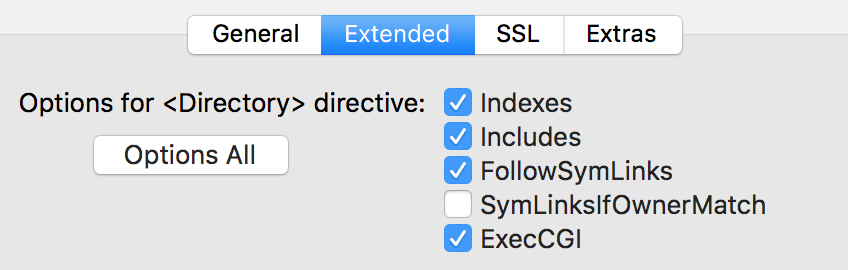 General Extended SSL Extras
Options for <Directory> directive: Indexes
Includes
Options All
FollowSymLinks
SymLinksIfOwnerMatch
ExecCGI